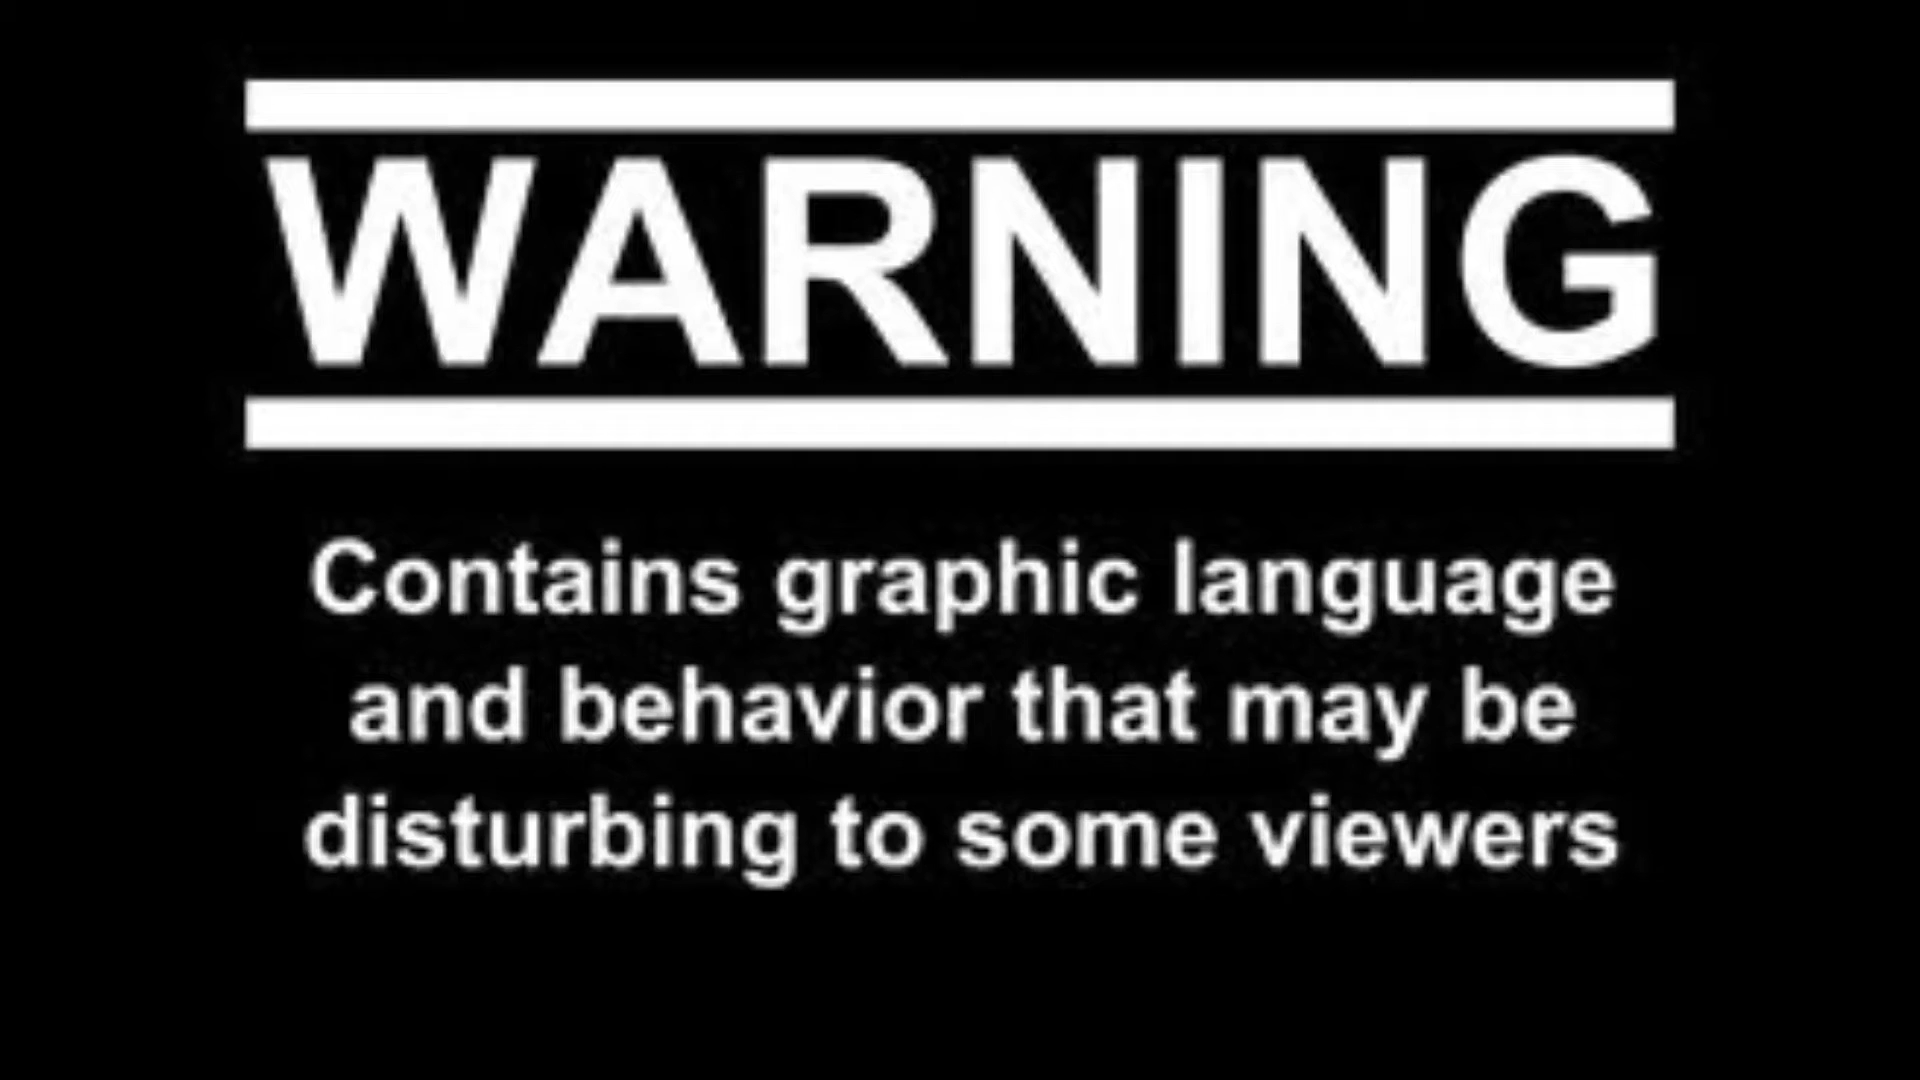 WARNING
Contains graphic language
and behavior that may be
disturbing to some viewers